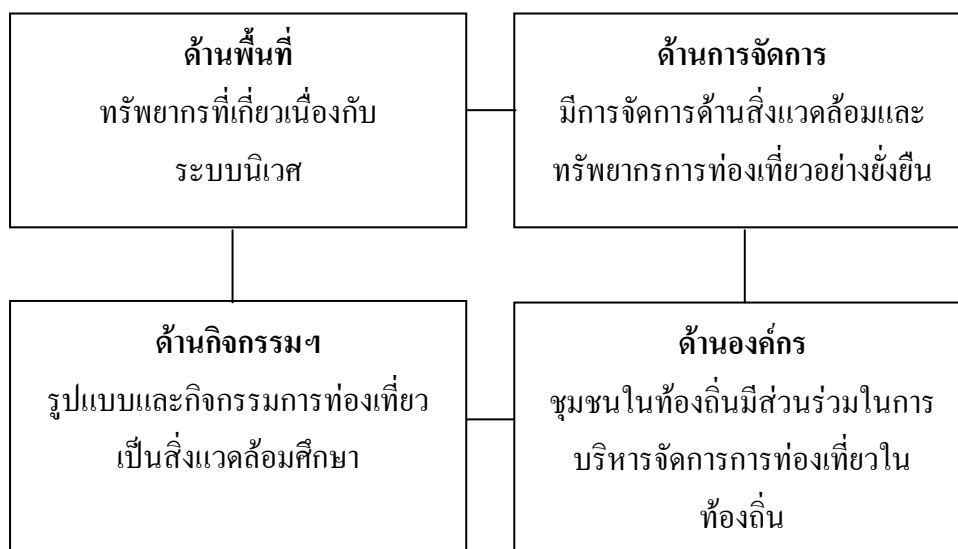 ด้านพื้นที่
ทรัพยากรที่เกี่ยวเนื่องกับ
ระบบนิเวศ
ด้านการจัดการ
มีการจัดการด้านสิ่งแวดล้อมและ
ทรัพยากรการท่องเที่ยวอย่างยั่งยืน
ด้านกิจกรรมฯ
รูปแบบและกิจกรรมการท่องเที่ยว
เป็นสิ่งแวดล้อมศึกษา
ด้านองค์กร
ชุมชนในท้องถิ่นมีส่วนร่วมในการ
บริหารจัดการการท่องเที่ยวใน
ท้องถิ่น